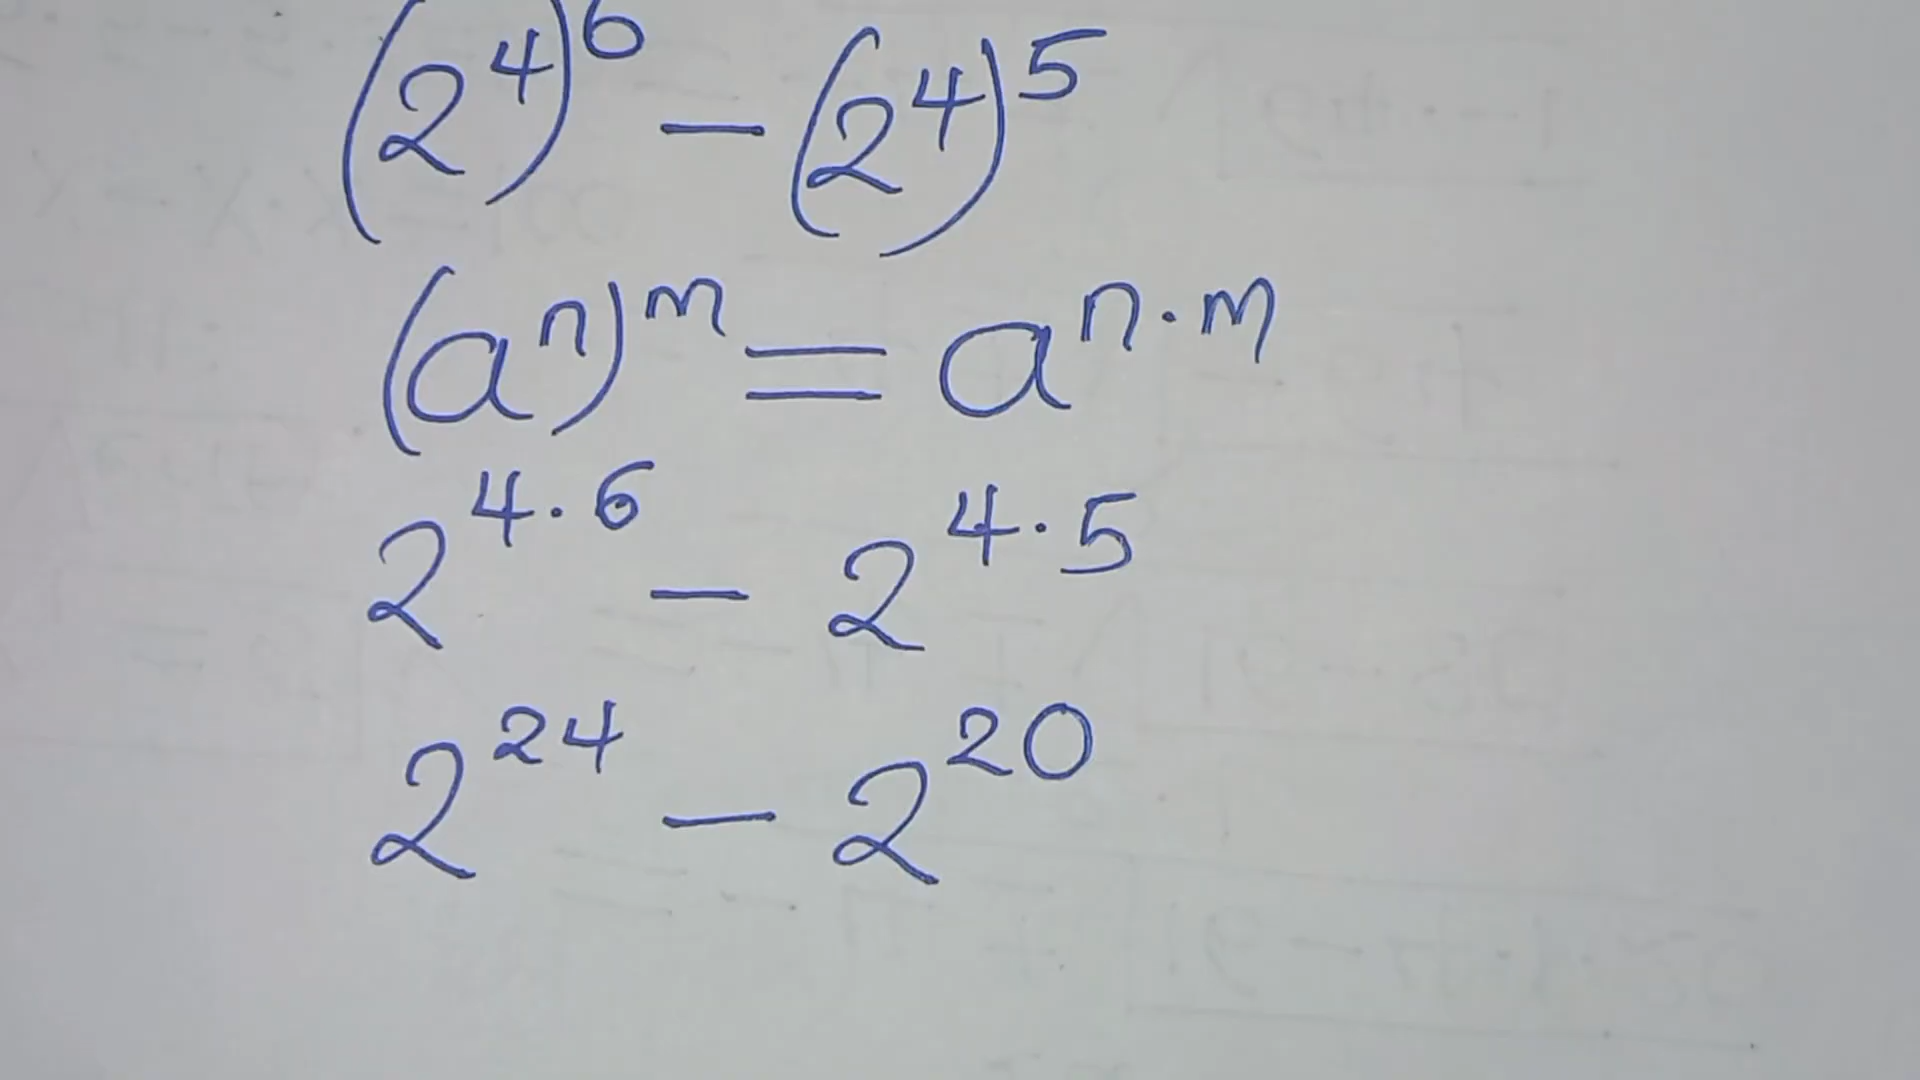 (2⁴)⁶ − (2⁴)⁵
(aⁿ)ᵐ = aⁿ·ᵐ
2⁴·⁶ − 2⁴·⁵
2²⁴ − 2²⁰